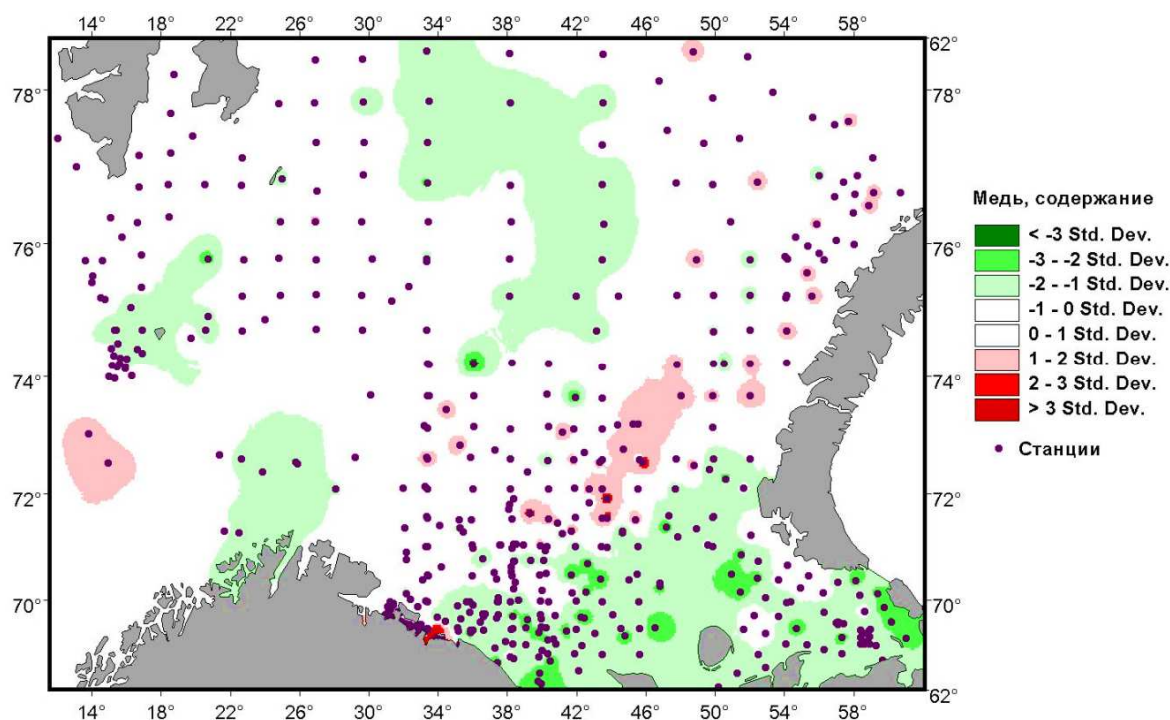 14° 18° 22° 26° 30° 34° 38° 42° 46° 50° 54° 58°
62°
78° 78°
76° 76°
74° 74°
72° 72°
70° 70°
62°
14° 18° 22° 26° 30° 34° 38° 42° 46° 50° 54° 58°
Медь, содержание
< -3 Std. Dev.
-3 - -2 Std. Dev.
-2 - -1 Std. Dev.
-1 - 0 Std. Dev.
0 - 1 Std. Dev.
1 - 2 Std. Dev.
2 - 3 Std. Dev.
> 3 Std. Dev.
Станции